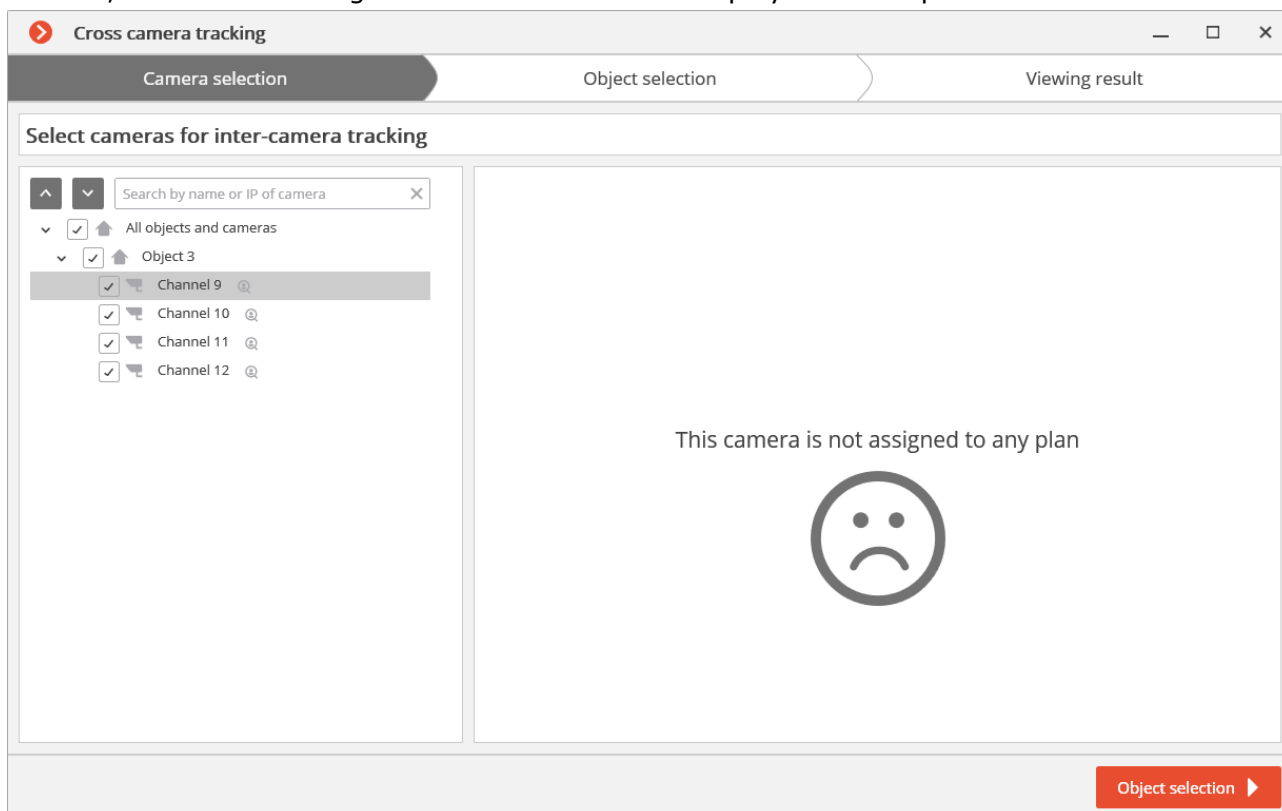 Cross camera tracking
Camera selection
Object selection
Viewing result
Select cameras for inter-camera tracking
Search by name or IP of camera
All objects and cameras
Object 3
Channel 9
Channel 10
Channel 11
Channel 12
This camera is not assigned to any plan
Object selection